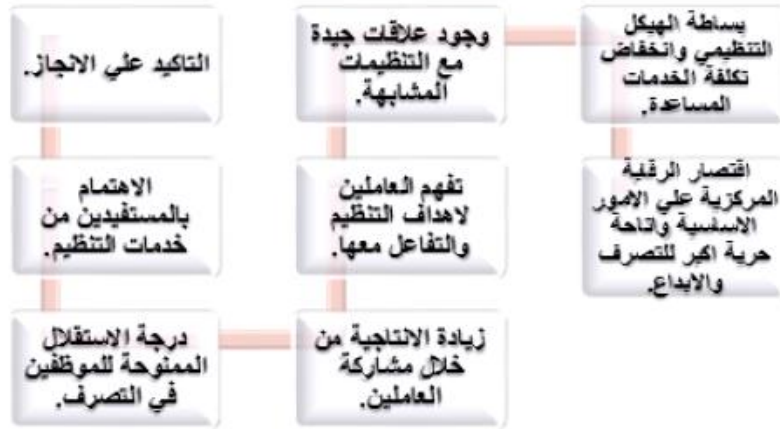 التاكيد علي الانجاز.
الاهتمام
بالمستفيدين من
خدمات التنظيم.
درجة الاستقلال
الممنوحة للموظفين
في التصرف.
زيادة الانتاجية من
خلال مشاركة
العاملين.
تفهم العاملين
لاهداف التنظيم
والتفاعل معها.
وجود علاقات جيدة
مع التنظيمات
المشابهة.
بساطة الهيكل
التنظيمي وانخفاض
تكلفة الخدمات
المساعدة.
اقتصار الرقابة
المركزية علي الامور
الاساسية واتاحة
حرية اكبر للتصرف
والابداع.